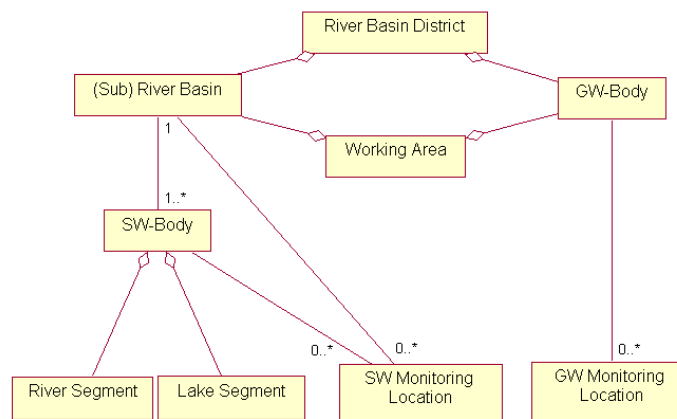 River Basin District
(Sub) River Basin
GW-Body
1
Working Area
1..*
SW-Body
0..*
0..*
0..*
River Segment
Lake Segment
SW Monitoring
Location
GW Monitoring
Location